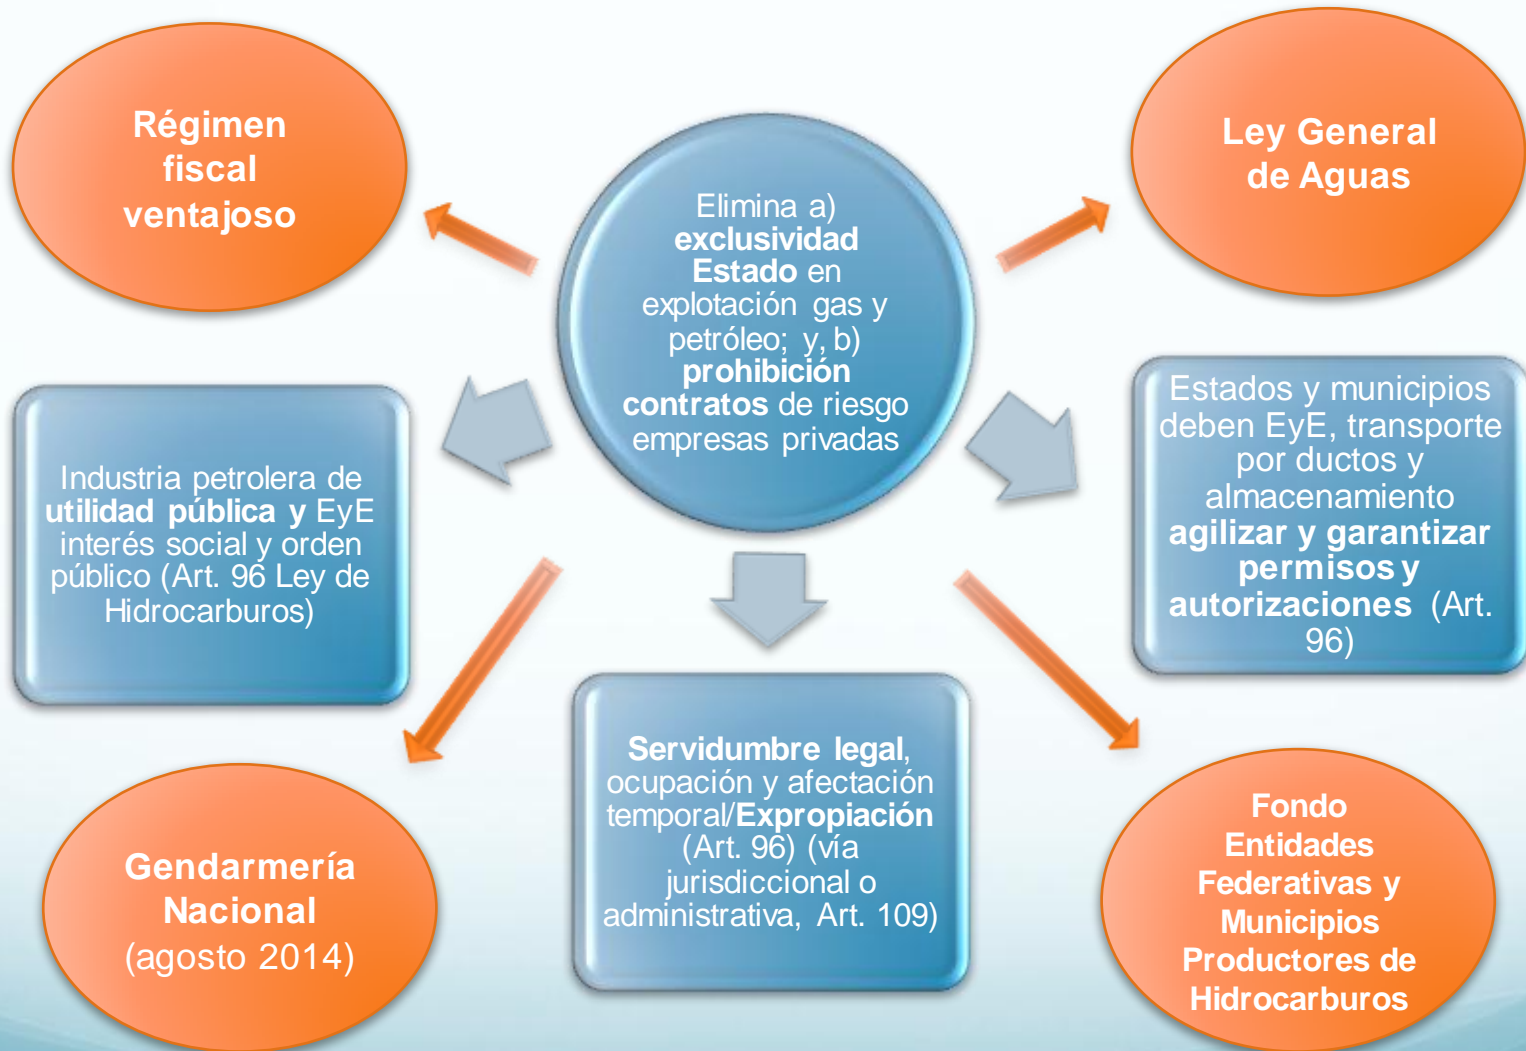 Régimen
fiscal
ventajoso
Elimina a)
exclusividad
Estado en
explotación gas y
petróleo; y, b)
prohibición
contratos de riesgo
empresas privadas
Ley General
de Aguas
Industria petrolera de
utilidad pública y EyE
interés social y orden
público (Art. 96 Ley de
Hidrocarburos)
Estados y municipios
deben EyE, transporte
por ductos y
almacenamiento
agilizar y garantizar
permisos y
autorizaciones (Art.
96)
Gendarmería
Nacional
(agosto 2014)
Servidumbre legal,
ocupación y afectación
temporal/Expropiación
(Art. 96) (vía
jurisdiccional o
administrativa, Art. 109)
Fondo
Entidades
Federativas y
Municipios
Productores de
Hidrocarburos